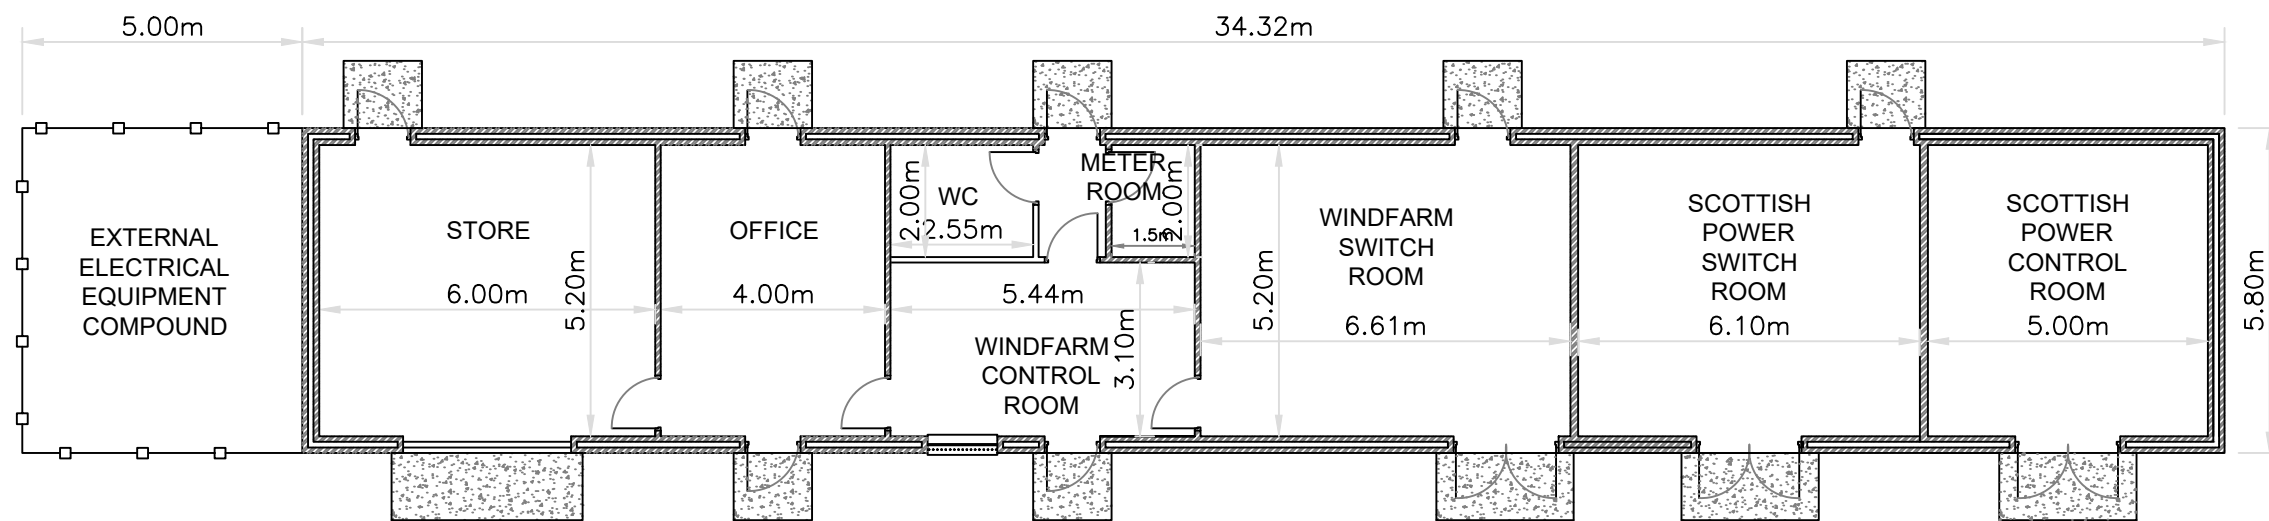 5.00m
34.32m
EXTERNAL
ELECTRICAL
EQUIPMENT
COMPOUND
STORE
6.00m
5.20m
OFFICE
4.00m
2.00m
WC
2.55m
METER
ROOM
2.00m
1.5m
5.44m
WINDFARM
CONTROL
ROOM
3.10m
WINDFARM
SWITCH
ROOM
5.20m
6.61m
SCOTTISH
POWER
SWITCH
ROOM
6.10m
SCOTTISH
POWER
CONTROL
ROOM
5.00m
5.80m